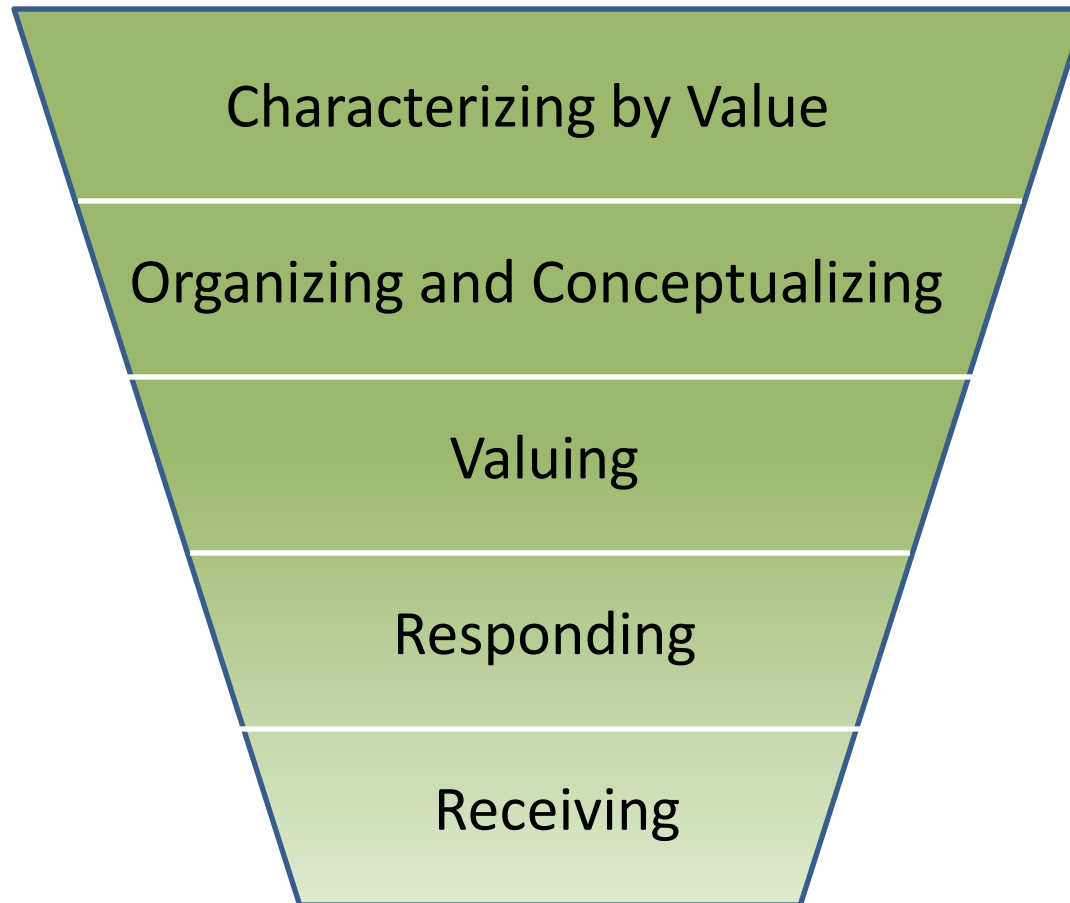 Characterizing by Value
Organizing and Conceptualizing
Valuing
Responding
Receiving